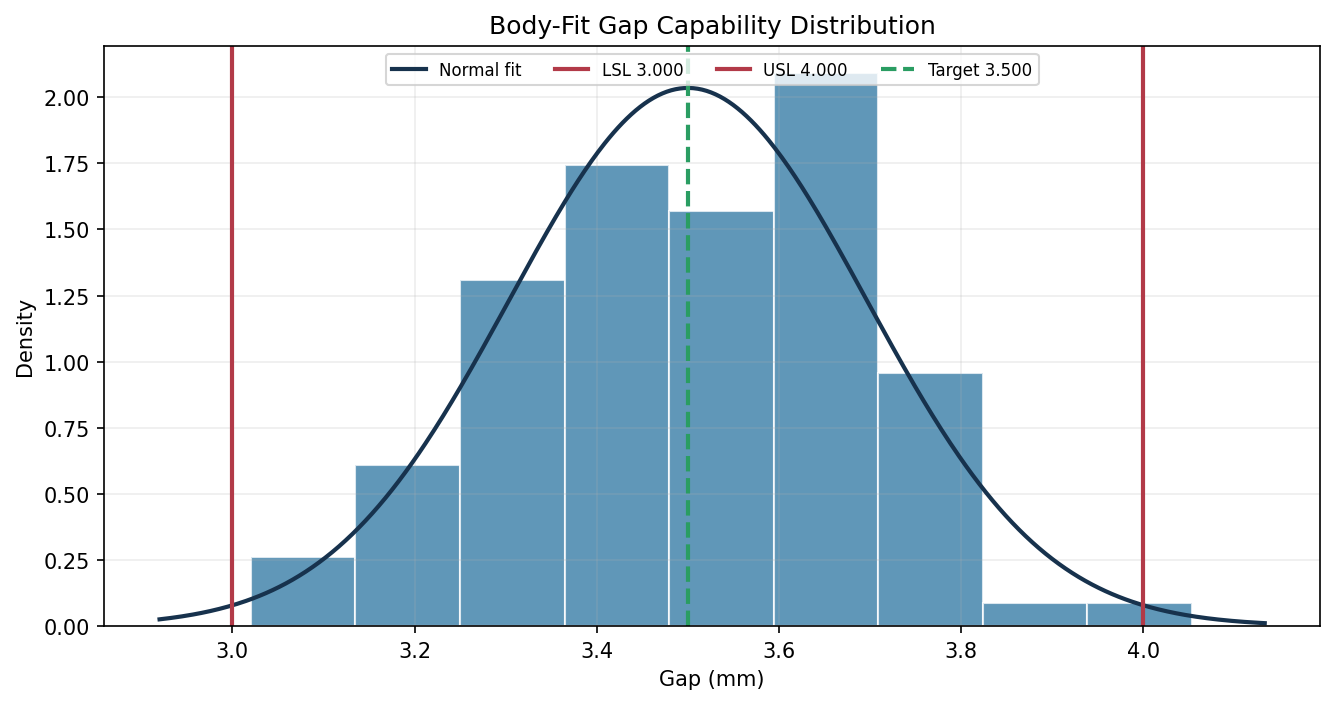 Body-Fit Gap Capability Distribution
Normal fit LSL 3.000 USL 4.000 Target 3.500
Density
2.00
1.75
1.50
1.25
1.00
0.75
0.50
0.25
0.00
3.0 3.2 3.4 3.6 3.8 4.0
Gap (mm)